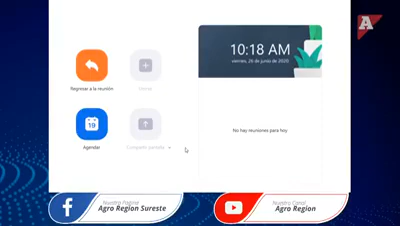 A
10:18 AM
viernes, 26 de junio de 2020
Regresar a la reunión
Unirse
19
Agendar
Compartir pantalla
No hay reuniones para hoy
Nuestra Página
Agro Region Sureste
Nuestro Canal
Agro Region